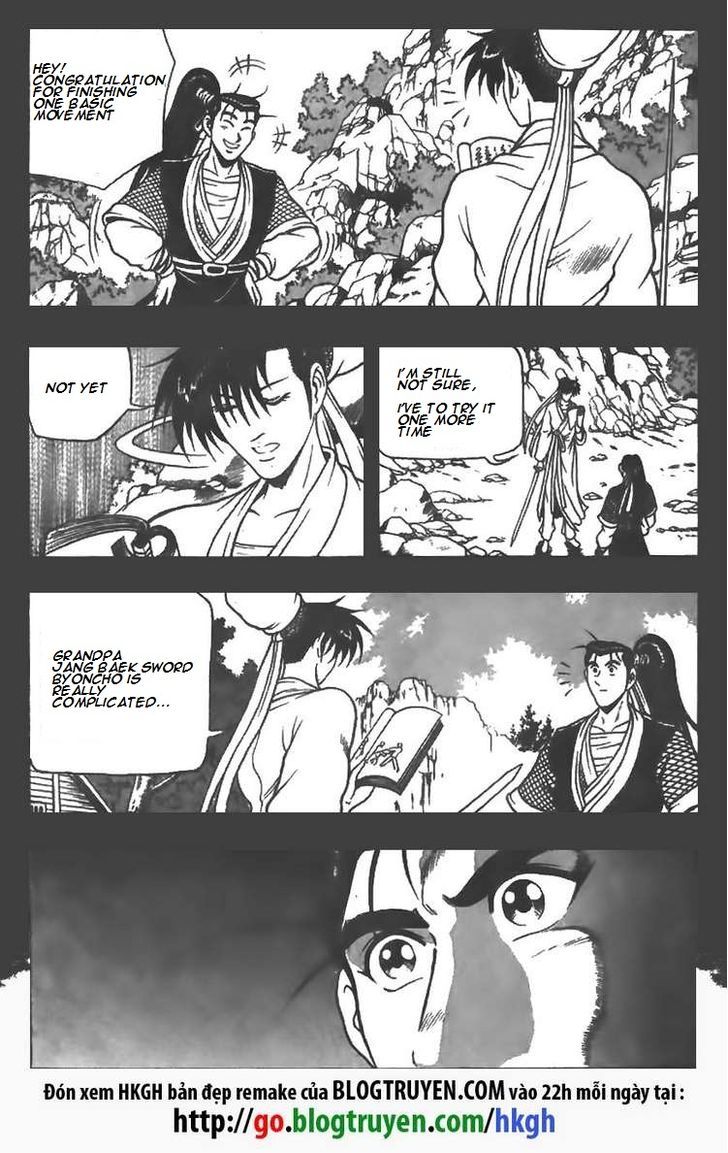 HEY!
CONGRATULATION
FOR FINISHING
ONE BASIC
MOVEMENT
NOT YET
I'M STILL
NOT SURE,
I'VE TO TRY IT
ONE MORE
TIME
GRANDPA
JANG BAEK SWORD
BYONCHO IS
REALLY
COMPLICATED...
Đón xem HKGH bản đẹp remake của BLOGTRUYEN.COM vào 22h mỗi ngày tại :
http://go.blogtruyen.com/hkgh